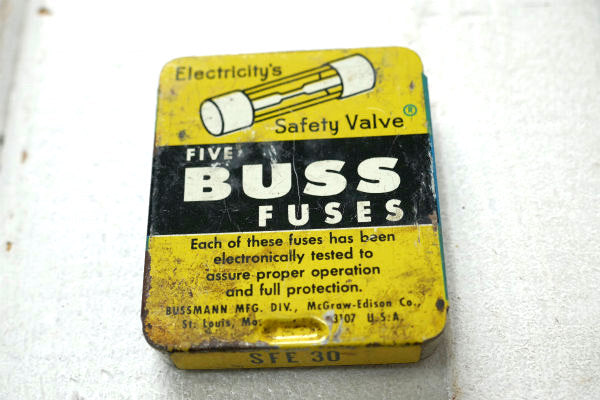 Electricity's
Safety Valve®
FIVE
BUSS
FUSES
Each of these fuses has been
electronically tested to
assure proper operation
and full protection.
BUSSMANN MFG. DIV., McGraw-Edison Co.,
St. Louis, Mo. 3107 U.S.A.
SFE 30